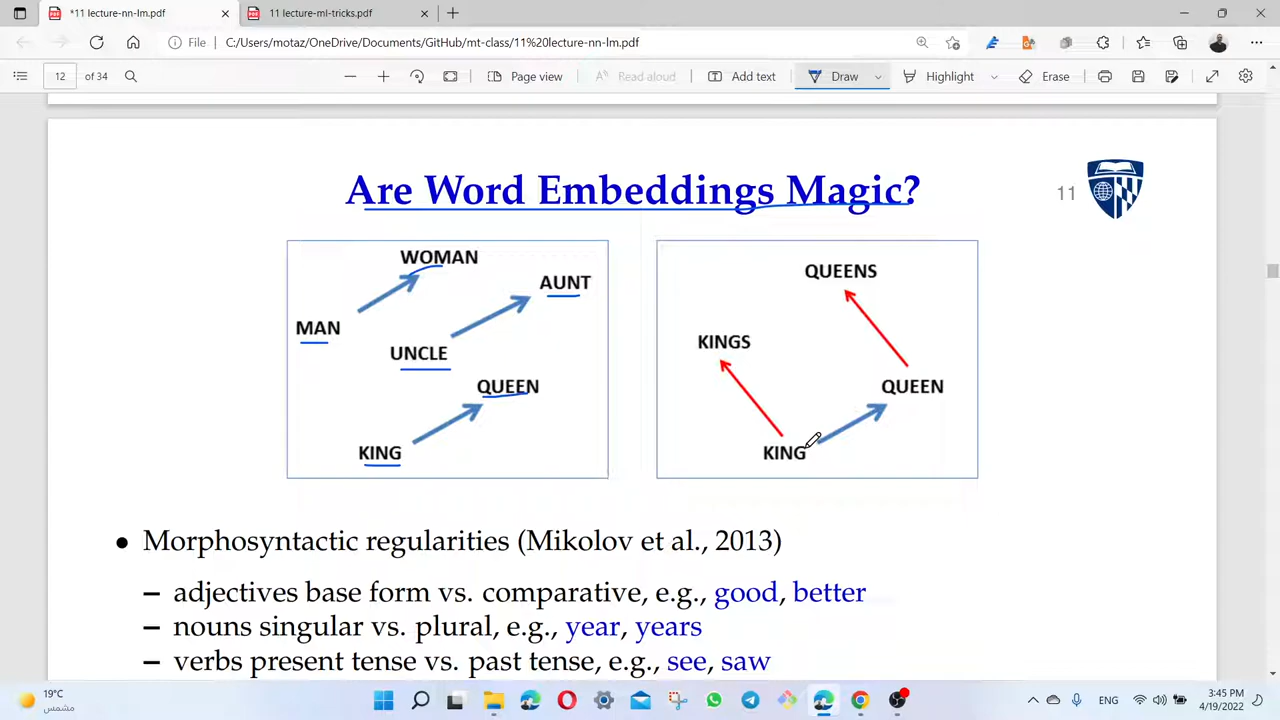 *11 lecture-nn-lm.pdf
11 lecture-ml-tricks.pdf
File
C:/Users/motaz/OneDrive/Documents/GitHub/mt-class/11%20lecture-nn-lm.pdf
12 of 34
Page view
Read aloud
Add text
Draw
Highlight
Erase
Are Word Embeddings Magic?
11
WOMAN
AUNT
MAN
UNCLE
QUEEN
KING
QUEENS
KINGS
QUEEN
KING
• Morphosyntactic regularities (Mikolov et al., 2013)
– adjectives base form vs. comparative, e.g., good, better
– nouns singular vs. plural, e.g., year, years
– verbs present tense vs. past tense, e.g., see, saw
19°C
مشمس
ENG
3:45 PM
4/19/2022